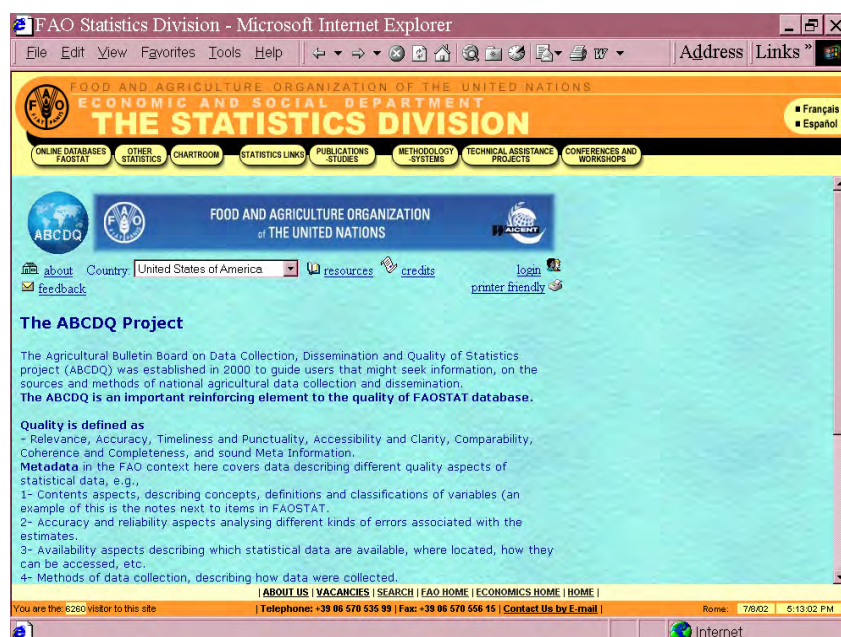 FAO Statistics Division - Microsoft Internet Explorer
File Edit View Favorites Tools Help Address Links »
FOOD AND AGRICULTURE ORGANIZATION OF THE UNITED NATIONS
ECONOMIC AND SOCIAL DEPARTMENT
THE STATISTICS DIVISION
Français
Español
ONLINE DATABASES FAOSTAT
OTHER STATISTICS
CHARTROOM
STATISTICS LINKS
PUBLICATIONS -STUDIES
METHODOLOGY -SYSTEMS
TECHNICAL ASSISTANCE PROJECTS
CONFERENCES AND WORKSHOPS
ABCDQ
FOOD AND AGRICULTURE ORGANIZATION
of THE UNITED NATIONS
WAICENT
about Country: United States of America resources credits login
feedback printer friendly
The ABCDQ Project
The Agricultural Bulletin Board on Data Collection, Dissemination and Quality of Statistics
project (ABCDQ) was established in 2000 to guide users that might seek information, on the
sources and methods of national agricultural data collection and dissemination.
The ABCDQ is an important reinforcing element to the quality of FAOSTAT database.
Quality is defined as
- Relevance, Accuracy, Timeliness and Punctuality, Accessibility and Clarity, Comparability,
Coherence and Completeness, and sound Meta Information.
Metadata in the FAO context here covers data describing different quality aspects of
statistical data, e.g.,
1- Contents aspects, describing concepts, definitions and classifications of variables (an
example of this is the notes next to items in FAOSTAT.
2- Accuracy and reliability aspects analysing different kinds of errors associated with the
estimates.
3- Availability aspects describing which statistical data are available, where located, how they
can be accessed, etc.
4- Methods of data collection, describing how data were collected.
| ABOUT US | VACANCIES | SEARCH | FAO HOME | ECONOMICS HOME | HOME |
You are the: 6260 visitor to this site | Telephone: +39 06 570 535 99 | Fax: +39 06 570 556 15 | Contact Us by E-mail | Rome: 7/8/02 5:13:02 PM
Internet